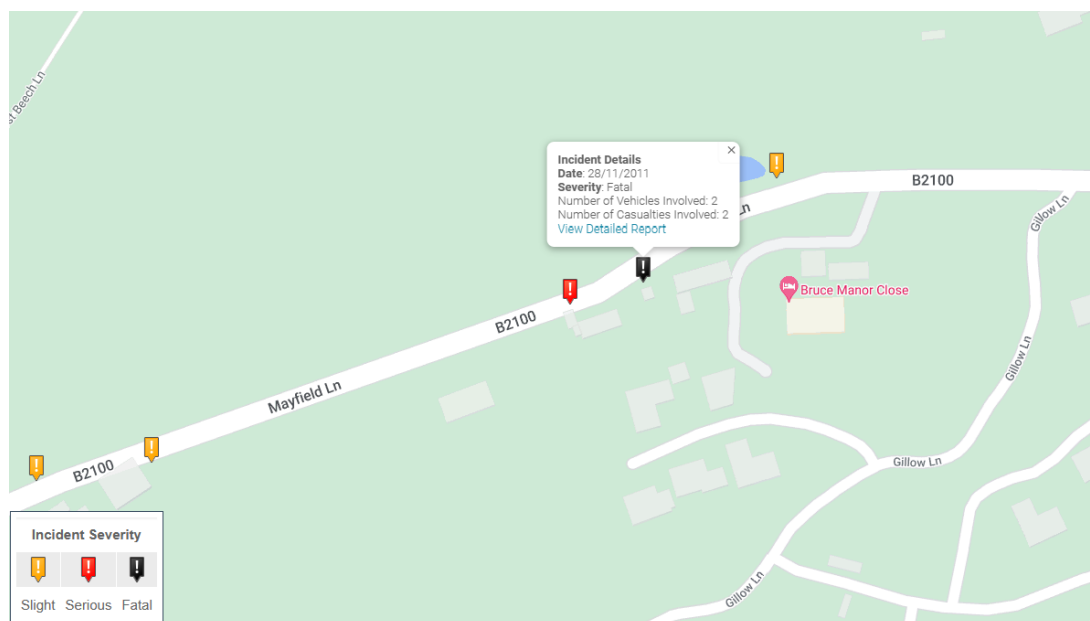 Beech Ln
Incident Details
Date: 28/11/2011
Severity: Fatal
Number of Vehicles Involved: 2
Number of Casualties Involved: 2
View Detailed Report
Ln
B2100
Gillow Ln
Bruce Manor Close
B2100
Mayfield Ln
Gillow Ln
B2100
Gillow Ln
Gillow Ln
Incident Severity
Slight Serious Fatal